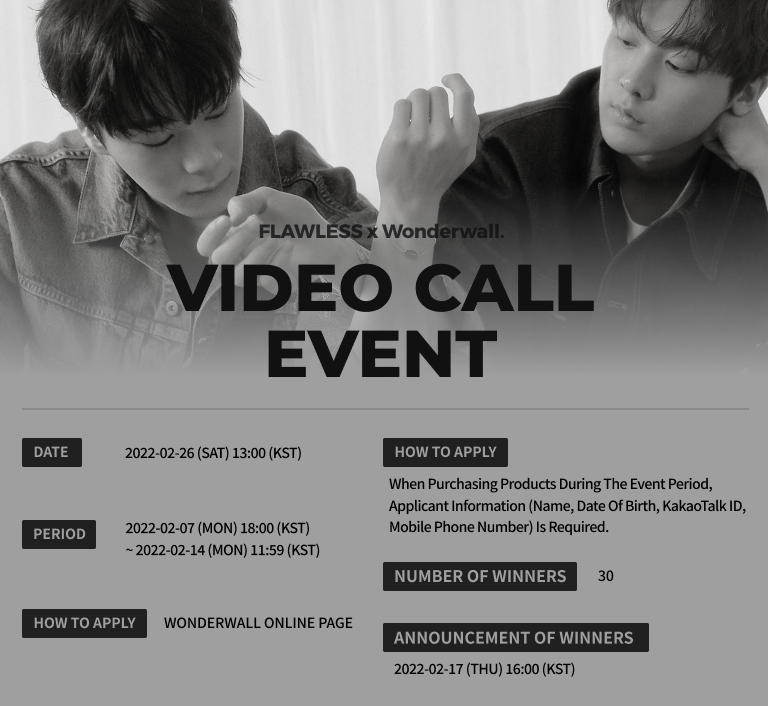 FLAWLESS x Wonderwall.
VIDEO CALL
EVENT
DATE
2022-02-26 (SAT) 13:00 (KST)
PERIOD
2022-02-07 (MON) 18:00 (KST)
~ 2022-02-14 (MON) 11:59 (KST)
HOW TO APPLY
WONDERWALL ONLINE PAGE
HOW TO APPLY
When Purchasing Products During The Event Period,
Applicant Information (Name, Date Of Birth, KakaoTalk ID,
Mobile Phone Number) Is Required.
NUMBER OF WINNERS
30
ANNOUNCEMENT OF WINNERS
2022-02-17 (THU) 16:00 (KST)